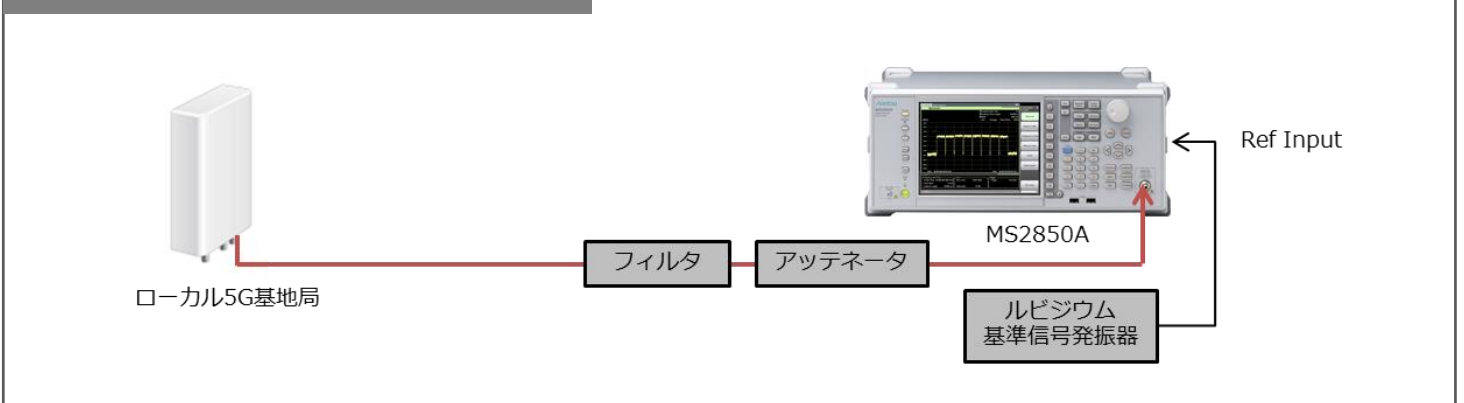 Ref Input
MS2850A
フィルタ
アッテネータ
ローカル5G基地局
ルビジウム
基準信号発振器